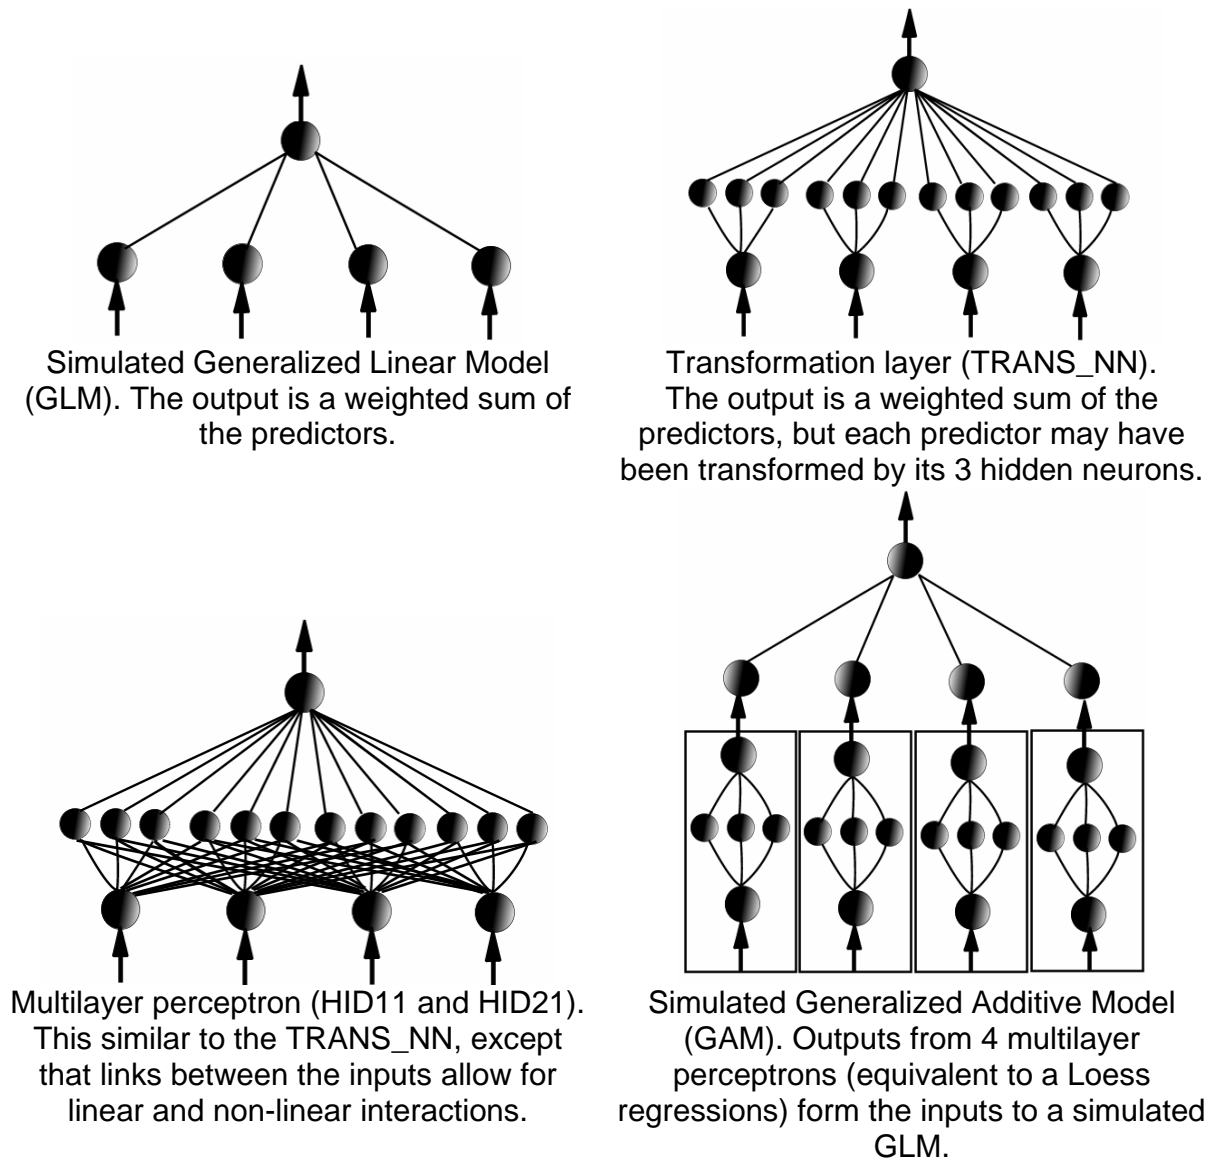 Simulated Generalized Linear Model
(GLM). The output is a weighted sum of
the predictors.
Transformation layer (TRANS_NN).
The output is a weighted sum of the
predictors, but each predictor may have
been transformed by its 3 hidden neurons.
Multilayer perceptron (HID11 and HID21).
This similar to the TRANS_NN, except
that links between the inputs allow for
linear and non-linear interactions.
Simulated Generalized Additive Model
(GAM). Outputs from 4 multilayer
perceptrons (equivalent to a Loess
regressions) form the inputs to a simulated
GLM.